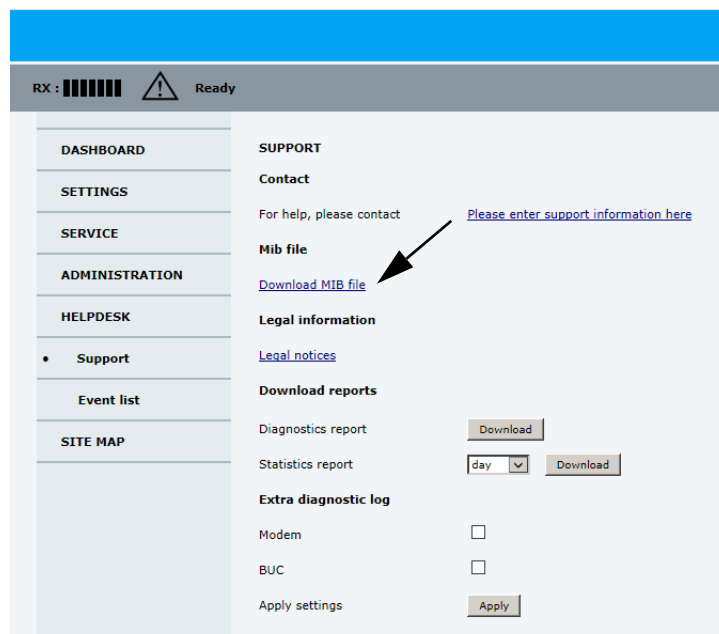 RX : Ready
DASHBOARD
SETTINGS
SERVICE
ADMINISTRATION
HELPDESK
• Support
Event list
SITE MAP
SUPPORT
Contact
For help, please contact Please enter support information here
Mib file
Download MIB file
Legal information
Legal notices
Download reports
Diagnostics report Download
Statistics report day Download
Extra diagnostic log
Modem
BUC
Apply settings Apply